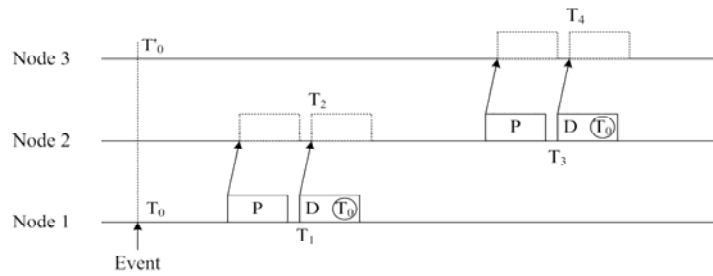 T₄
Node 3 T'₀
T₂
Node 2 P D T₀
T₃
Node 1 T₀ P D T₀
T₁
Event